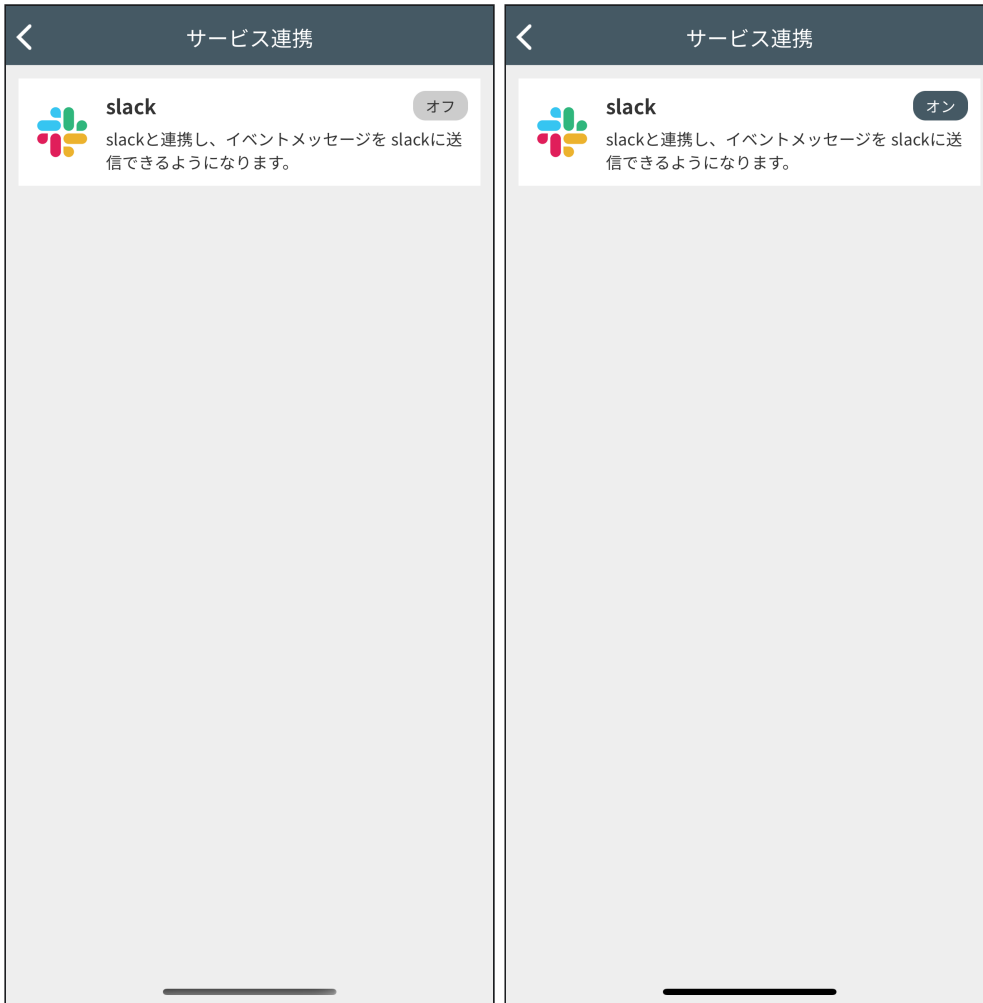 サービス連携
slack
オフ
slackと連携し、イベントメッセージを slackに送
信できるようになります。
サービス連携
slack
オン
slackと連携し、イベントメッセージを slackに送
信できるようになります。